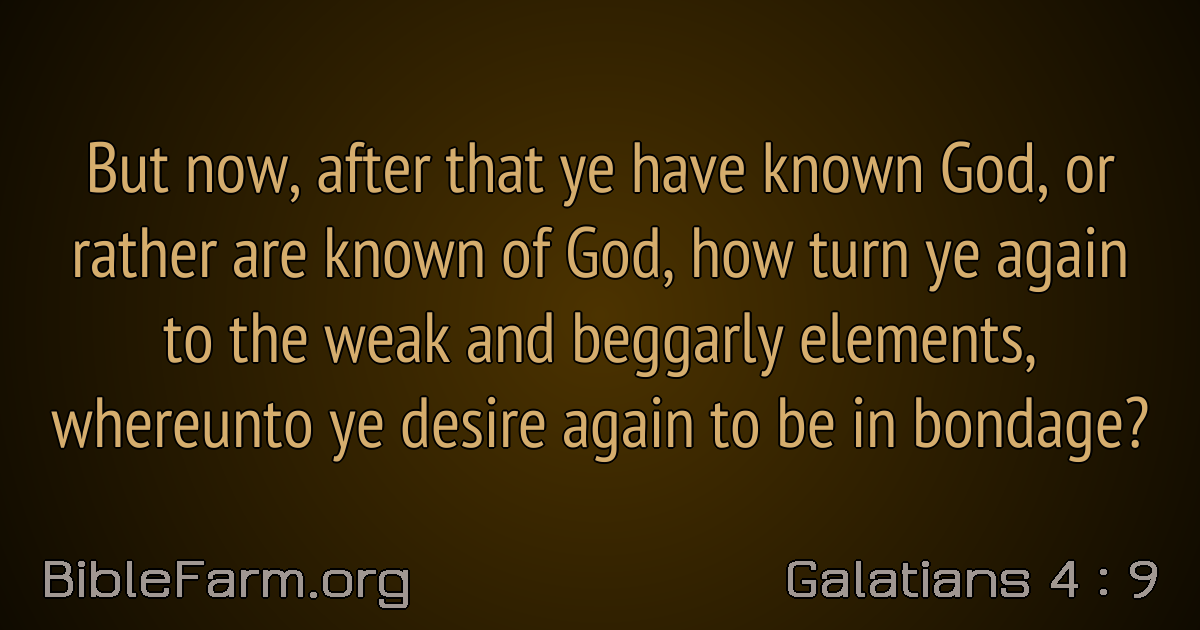 But now, after that ye have known God, or
rather are known of God, how turn ye again
to the weak and beggarly elements,
whereunto ye desire again to be in bondage?
BibleFarm.org
Galatians 4 : 9